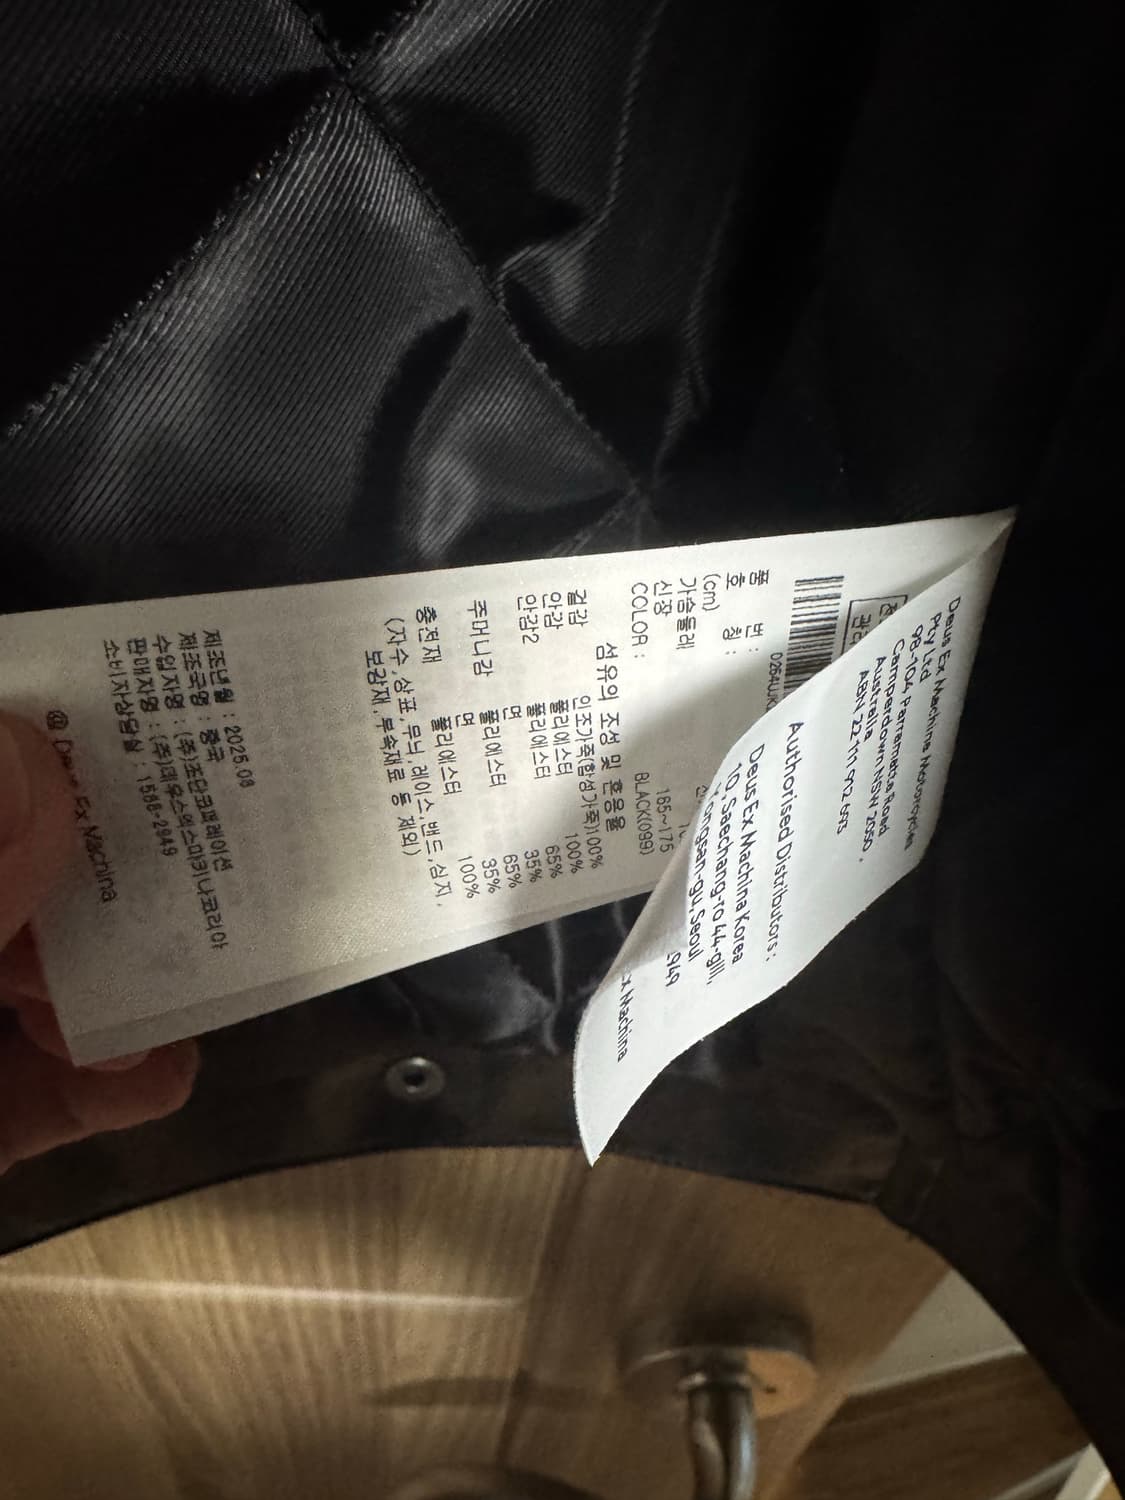 Deus Ex Machina Motorcycles
Pty Ltd
98-104 Parramatta Road
Camperdown NSW 2050,
Australia
ABN 22 111 972 693
Authorised Distributors:
Deus Ex Machina Korea
10, Saechang-ro 44-gil,
Yongsan-gu, Seoul
949
Ex Machina
품 번 :
호 칭 :
(cm)
가슴둘레
신장 165~175
COLOR : BLACK(099)
섬유의 조성 및 혼용율
겉감 인조가죽(합성가죽)100%
안감 폴리에스터 100%
안감2 폴리에스터 65%
면 35%
주머니감 폴리에스터 65%
면 35%
충전재 폴리에스터 100%
(자수,상표,무늬,레이스,밴드,심지,
보강재,부속재료 등 제외)
제조년월 : 2025.08
제조국명 : 중국
수입자명 : (주)조단코퍼레이션
판매자명 : (주)데우스엑스마키나코리아
소비자상담실 : 1588-2949
@ Deus Ex Machina